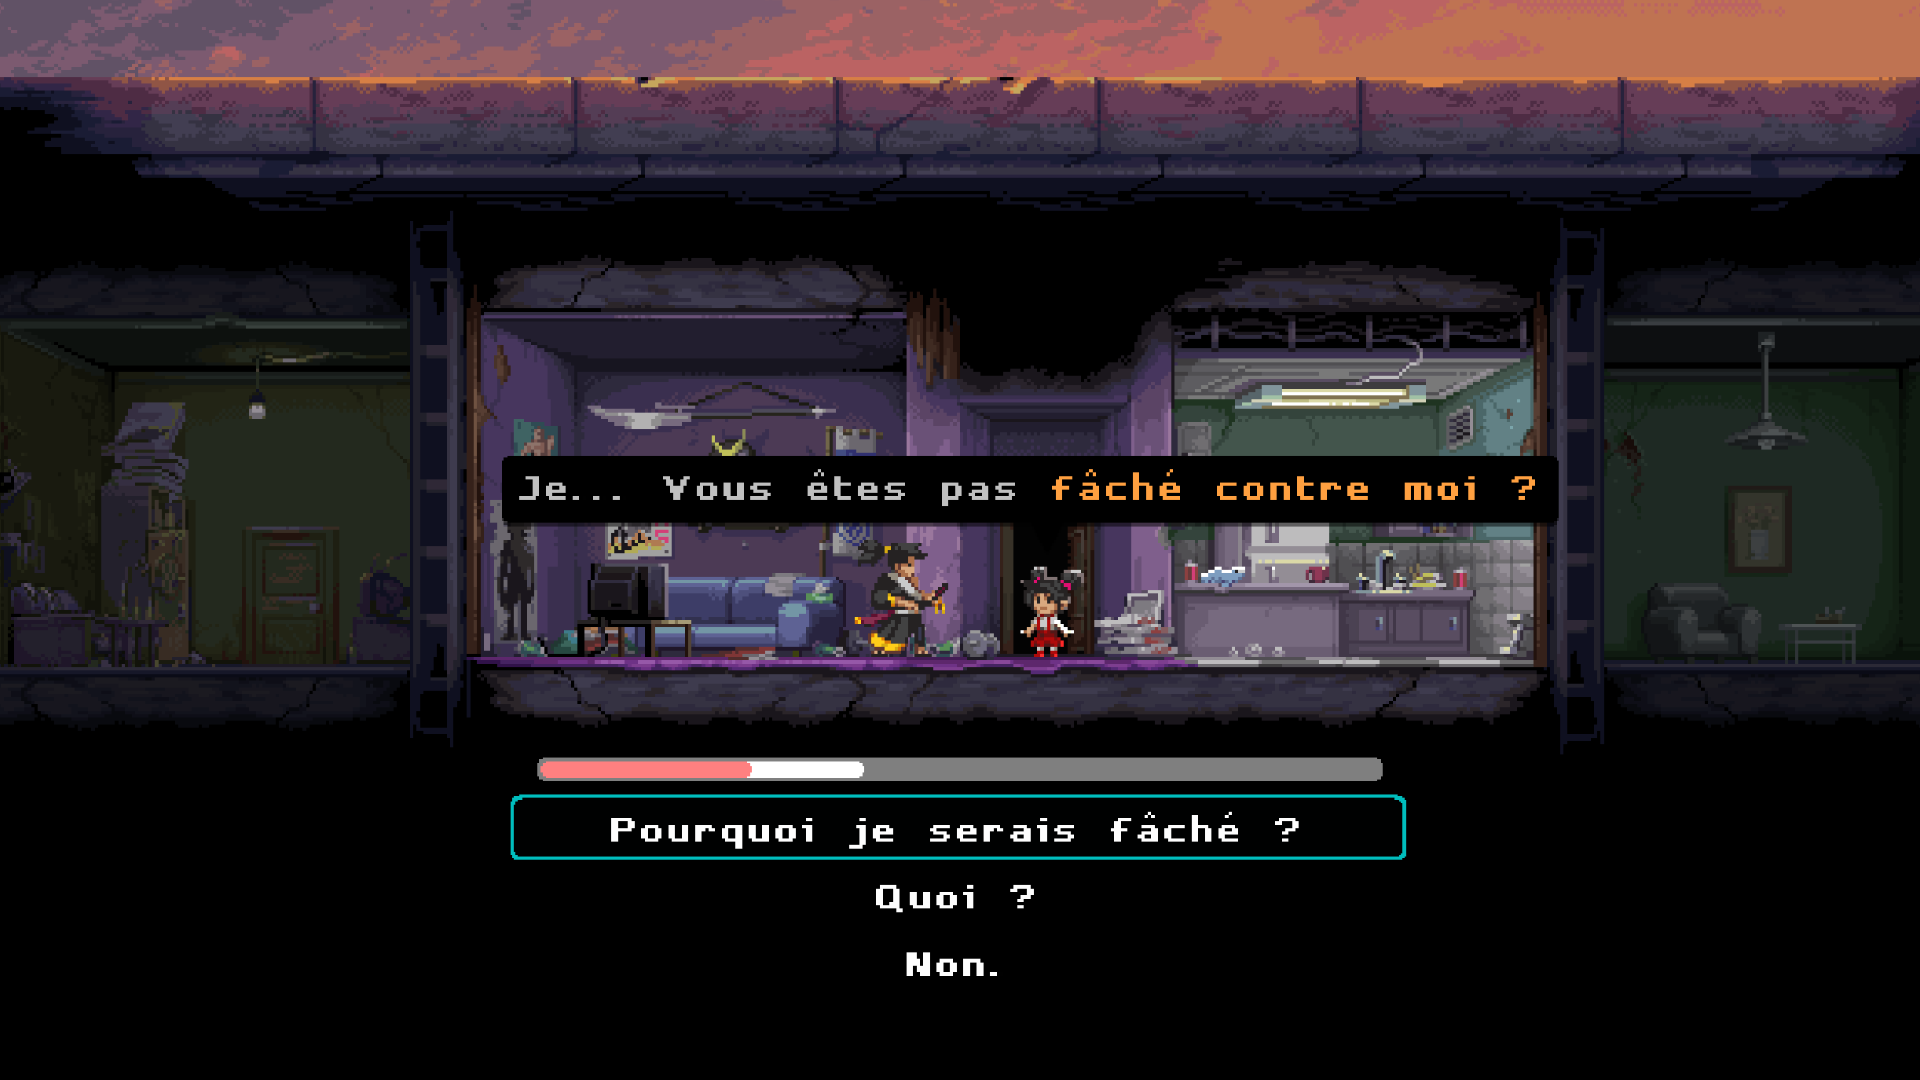 Je... Vous êtes pas fâché contre moi ?
Pourquoi je serais fâché ?
Quoi ?
Non.